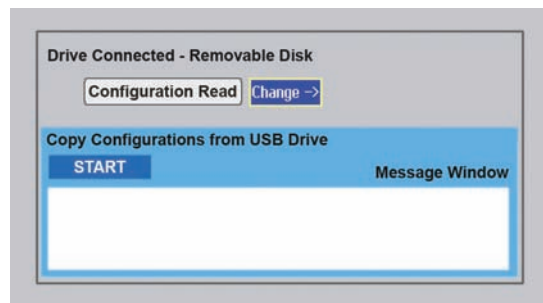 Drive Connected - Removable Disk
Configuration Read Change ->
Copy Configurations from USB Drive
START
Message Window